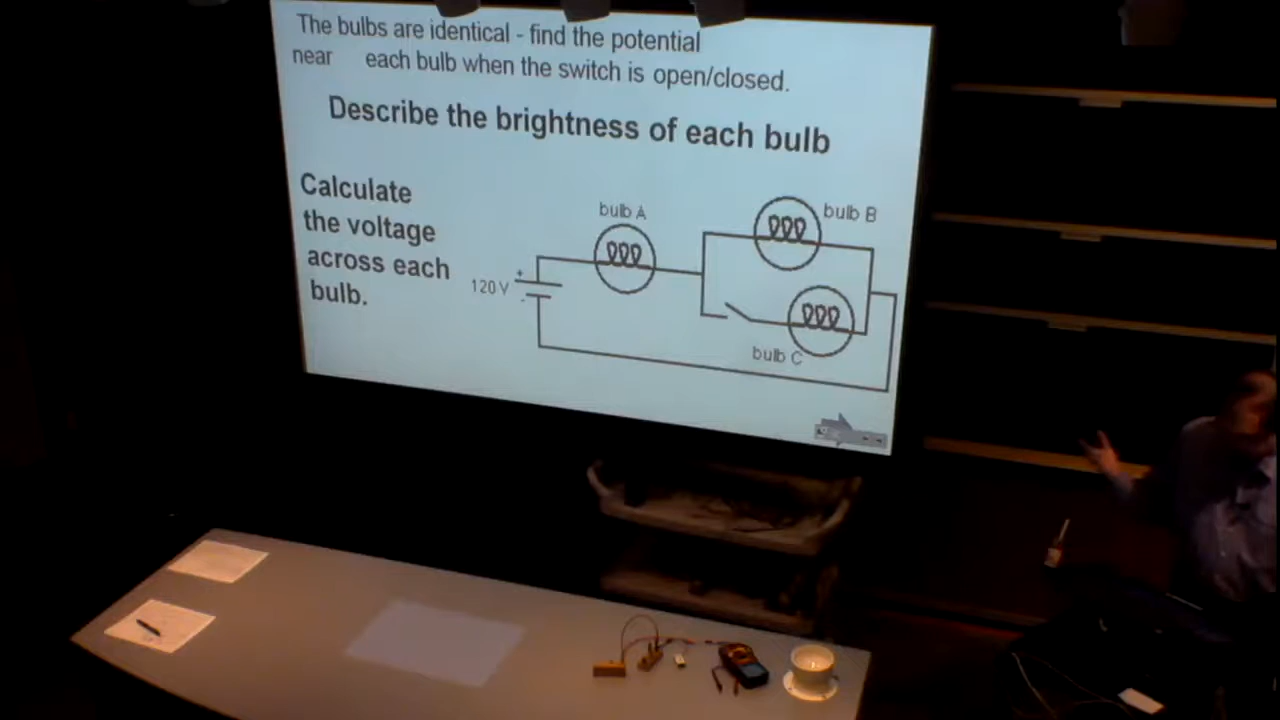 The bulbs are identical - find the potential
near each bulb when the switch is open/closed.
Describe the brightness of each bulb
Calculate
the voltage
across each
bulb.
bulb A
bulb B
120 V
+
-
bulb C